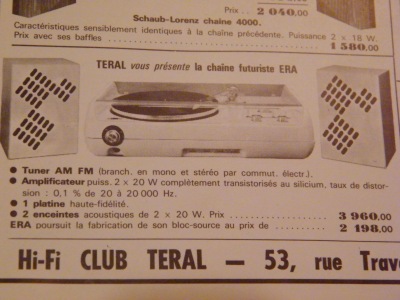 Prix .. 2 040,00
Schaub-Lorenz chaine 4000.
Caractéristiques sensiblement identiques à la chaîne précédente. Puissance 2 x 18 W.
Prix avec ses baffles ..... 1 580,00
TERAL vous présente la chaîne futuriste ERA
● Tuner AM FM (branch. en mono et stéréo par commut. électr.).
● Amplificateur puiss. 2 x 20 W complètement transistorisés au silicium, taux de distor-
sion : 0,1 % de 20 à 20 000 Hz.
● 1 platine haute-fidélité.
● 2 enceintes acoustiques de 2 x 20 W. Prix ..... 3 960,00
ERA poursuit la fabrication de son bloc-source au prix de ..... 2 198,00
Hi-Fi CLUB TERAL — 53, rue Trave